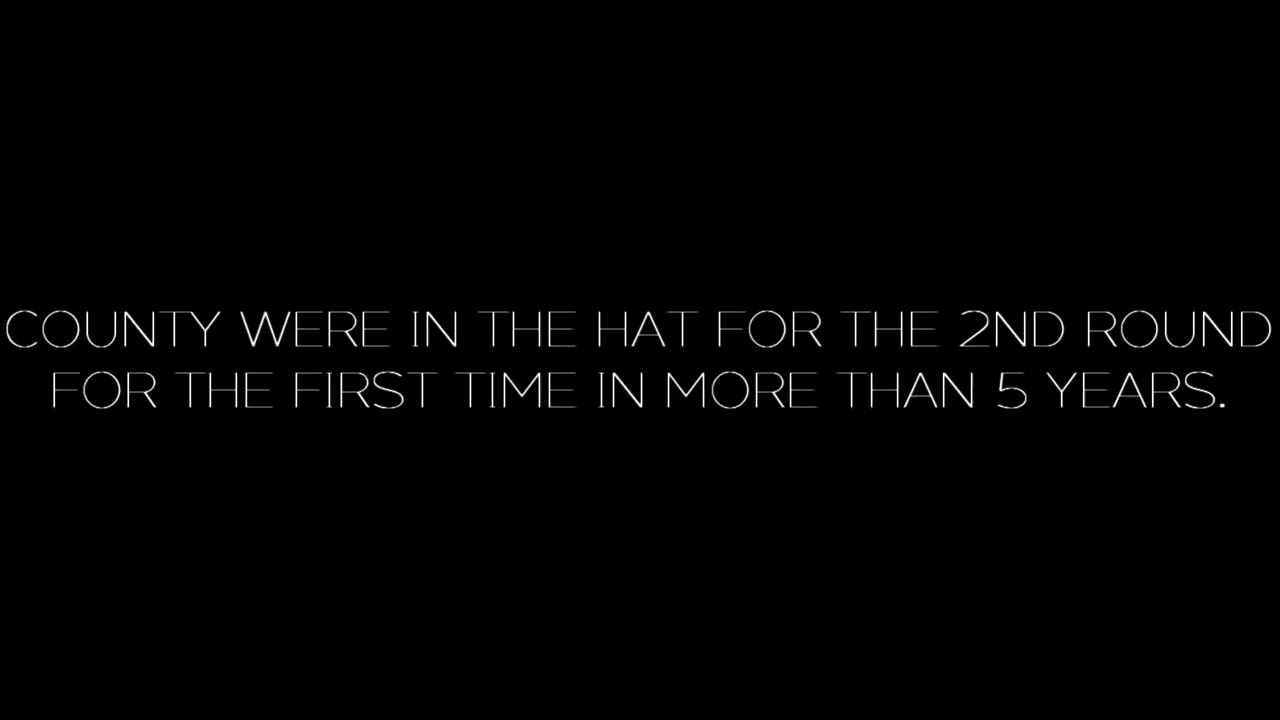 COUNTY WERE IN THE HAT FOR THE 2ND ROUND
FOR THE FIRST TIME IN MORE THAN 5 YEARS.